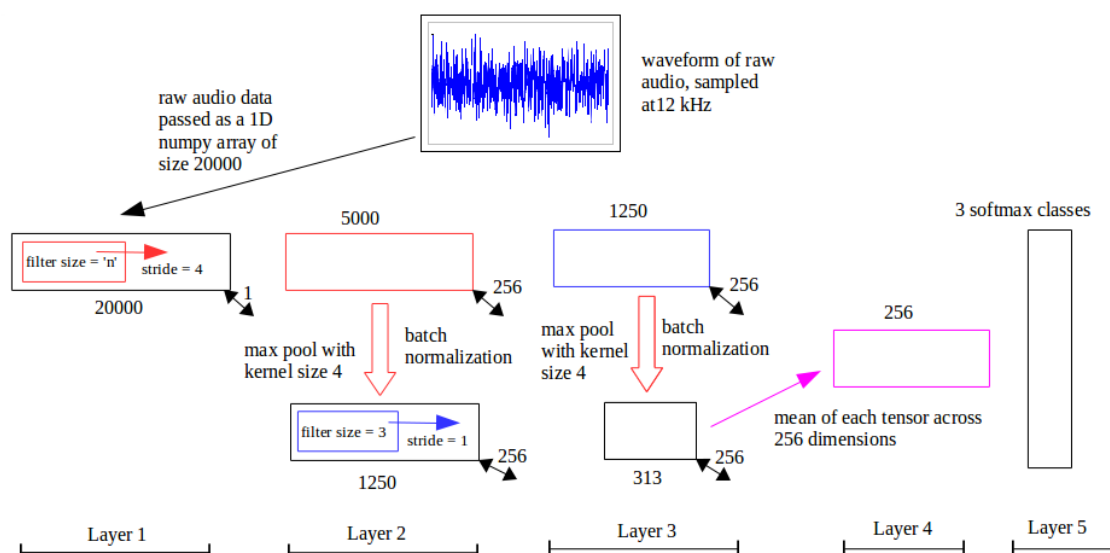 waveform of raw
audio, sampled
at12 kHz
raw audio data
passed as a 1D
numpy array of
size 20000
filter size = 'n'
stride = 4
1
20000
5000
256
max pool with
kernel size 4
batch
normalization
filter size = 3
stride = 1
256
1250
1250
256
max pool
with kernel
size 4
batch
normalization
256
313
256
mean of each tensor across
256 dimensions
3 softmax classes
Layer 1
Layer 2
Layer 3
Layer 4
Layer 5